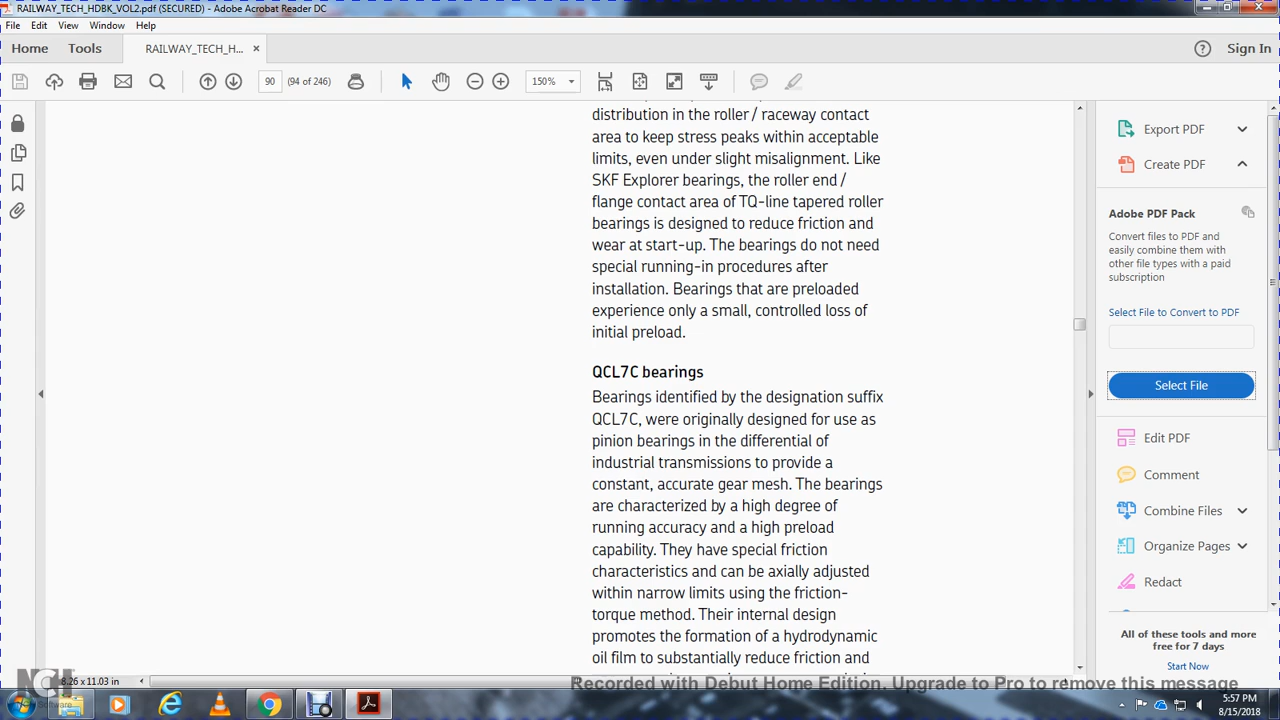 RAILWAY_TECH_HDBK_VOL2.pdf (SECURED) - Adobe Acrobat Reader DC
File Edit View Window Help
Home Tools RAILWAY_TECH_H... × Sign In
90 (94 of 246) 150%
distribution in the roller / raceway contact
area to keep stress peaks within acceptable
limits, even under slight misalignment. Like
SKF Explorer bearings, the roller end /
flange contact area of TQ-line tapered roller
bearings is designed to reduce friction and
wear at start-up. The bearings do not need
special running-in procedures after
installation. Bearings that are preloaded
experience only a small, controlled loss of
initial preload.
QCL7C bearings
Bearings identified by the designation suffix
QCL7C, were originally designed for use as
pinion bearings in the differential of
industrial transmissions to provide a
constant, accurate gear mesh. The bearings
are characterized by a high degree of
running accuracy and a high preload
capability. They have special friction
characteristics and can be axially adjusted
within narrow limits using the friction-
torque method. Their internal design
promotes the formation of a hydrodynamic
oil film to substantially reduce friction and
Export PDF
Create PDF
Adobe PDF Pack
Convert files to PDF and
easily combine them with
other file types with a paid
subscription
Select File to Convert to PDF
Select File
Edit PDF
Comment
Combine Files
Organize Pages
Redact
All of these tools and more
free for 7 days
Start Now
8.26 x 11.03 in
NCH
Software
Recorded with Debut Home Edition. Upgrade to Pro to remove this message
5:57 PM
8/15/2018